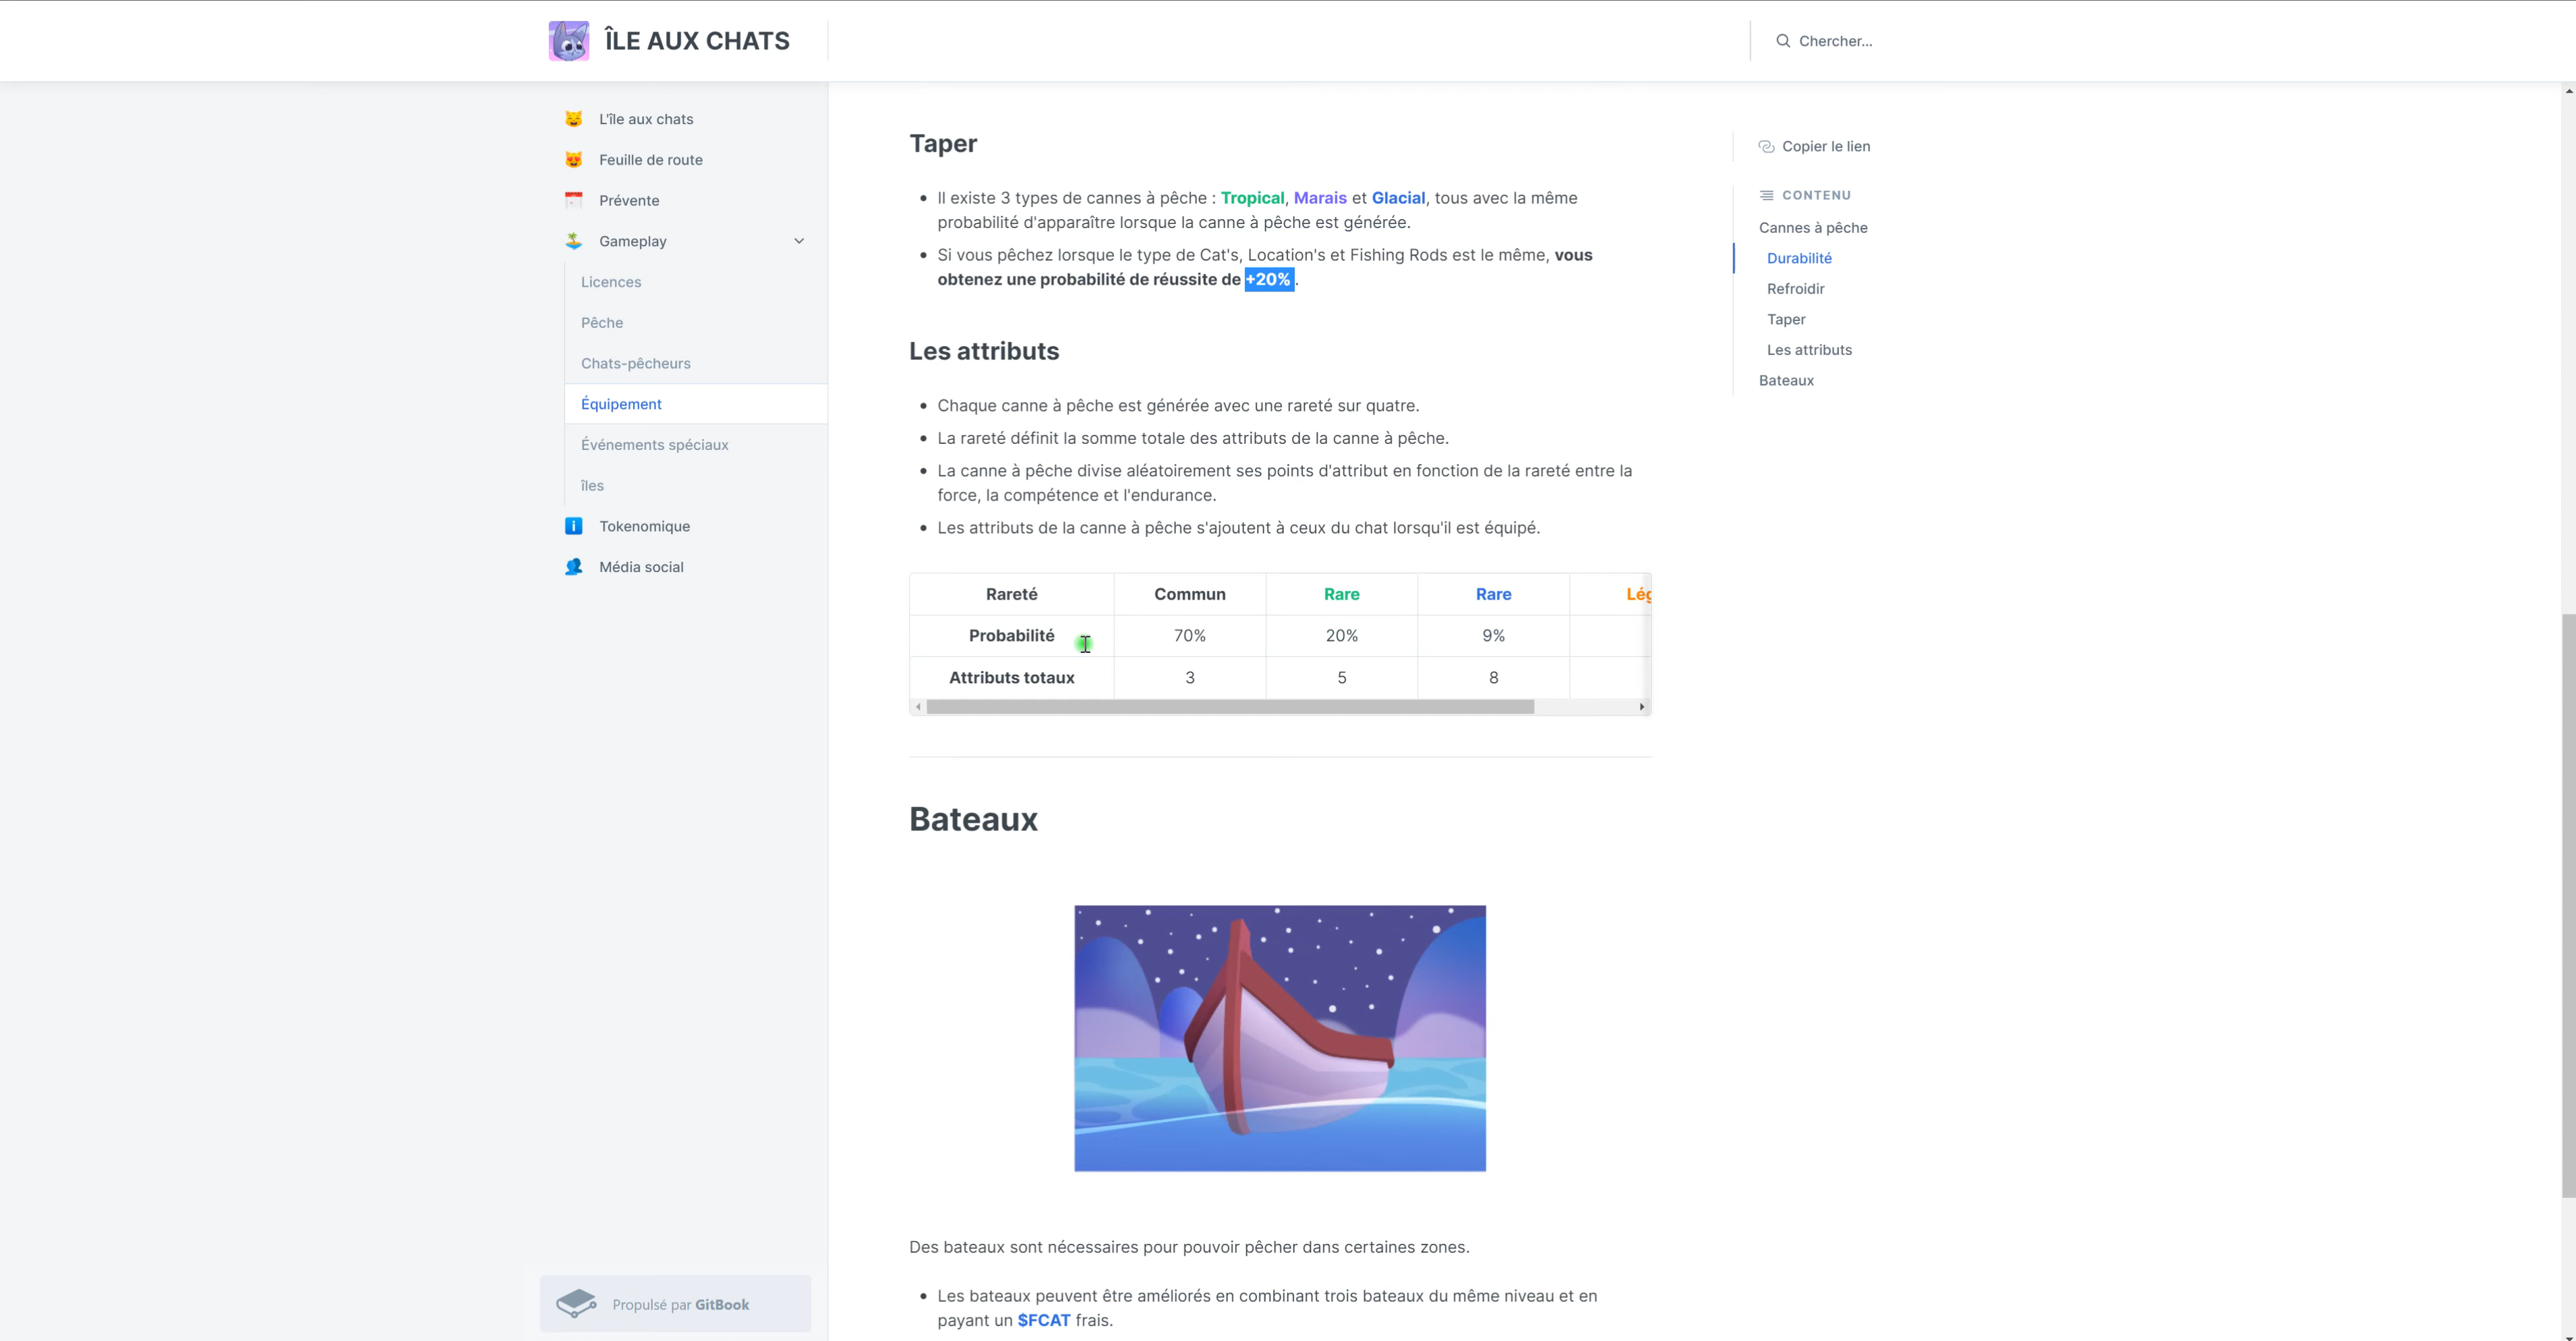 ÎLE AUX CHATS
Chercher...
L'île aux chats
Feuille de route
Prévente
Gameplay
Licences
Pêche
Chats-pêcheurs
Équipement
Événements spéciaux
îles
Tokenomique
Média social
Propulsé par GitBook
Taper
Il existe 3 types de cannes à pêche : Tropical, Marais et Glacial, tous avec la même
probabilité d'apparaître lorsque la canne à pêche est générée.
Si vous pêchez lorsque le type de Cat's, Location's et Fishing Rods est le même, vous
obtenez une probabilité de réussite de +20% .
Les attributs
Chaque canne à pêche est générée avec une rareté sur quatre.
La rareté définit la somme totale des attributs de la canne à pêche.
La canne à pêche divise aléatoirement ses points d'attribut en fonction de la rareté entre la
force, la compétence et l'endurance.
Les attributs de la canne à pêche s'ajoutent à ceux du chat lorsqu'il est équipé.
Rareté Commun Rare Rare
Probabilité 70% 20% 9%
Attributs totaux 3 5 8
Bateaux
Des bateaux sont nécessaires pour pouvoir pêcher dans certaines zones.
Les bateaux peuvent être améliorés en combinant trois bateaux du même niveau et en
payant un $FCAT frais.
Copier le lien
CONTENU
Cannes à pêche
Durabilité
Refroidir
Taper
Les attributs
Bateaux